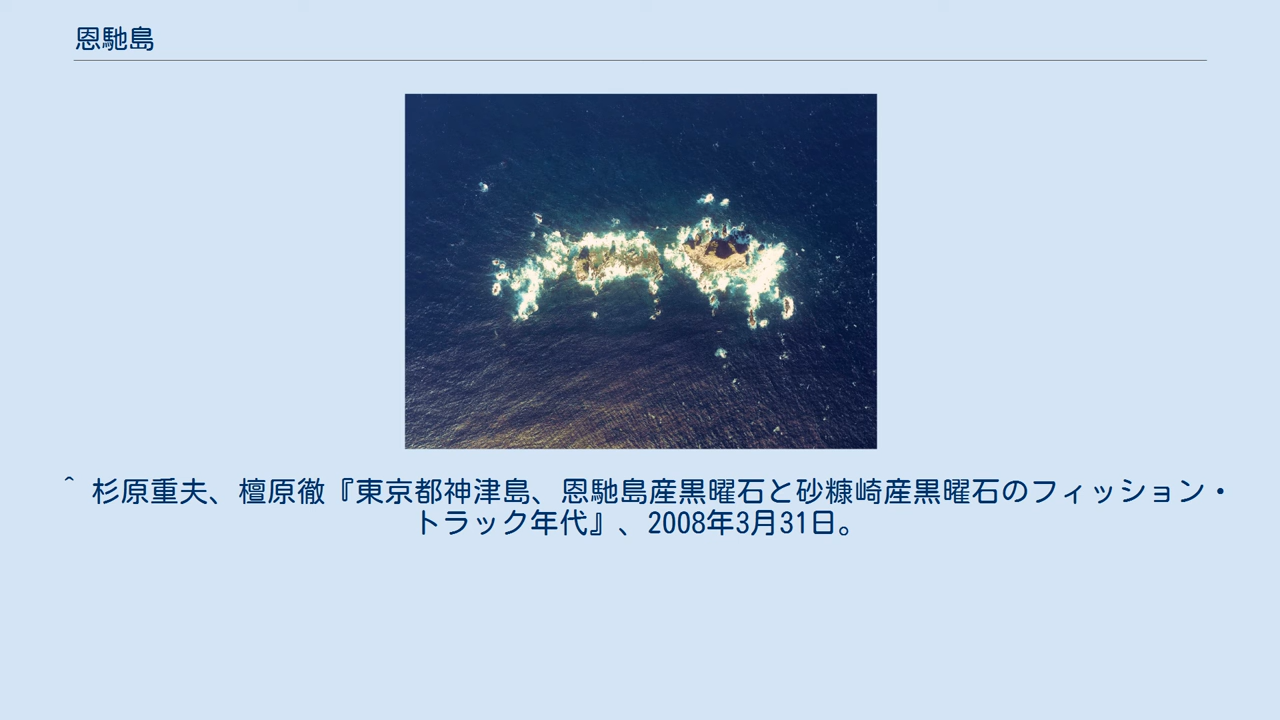 恩馳島
^ 杉原重夫、檀原徹『東京都神津島、恩馳島産黒曜石と砂糠崎産黒曜石のフィッション・
トラック年代』、2008年3月31日。